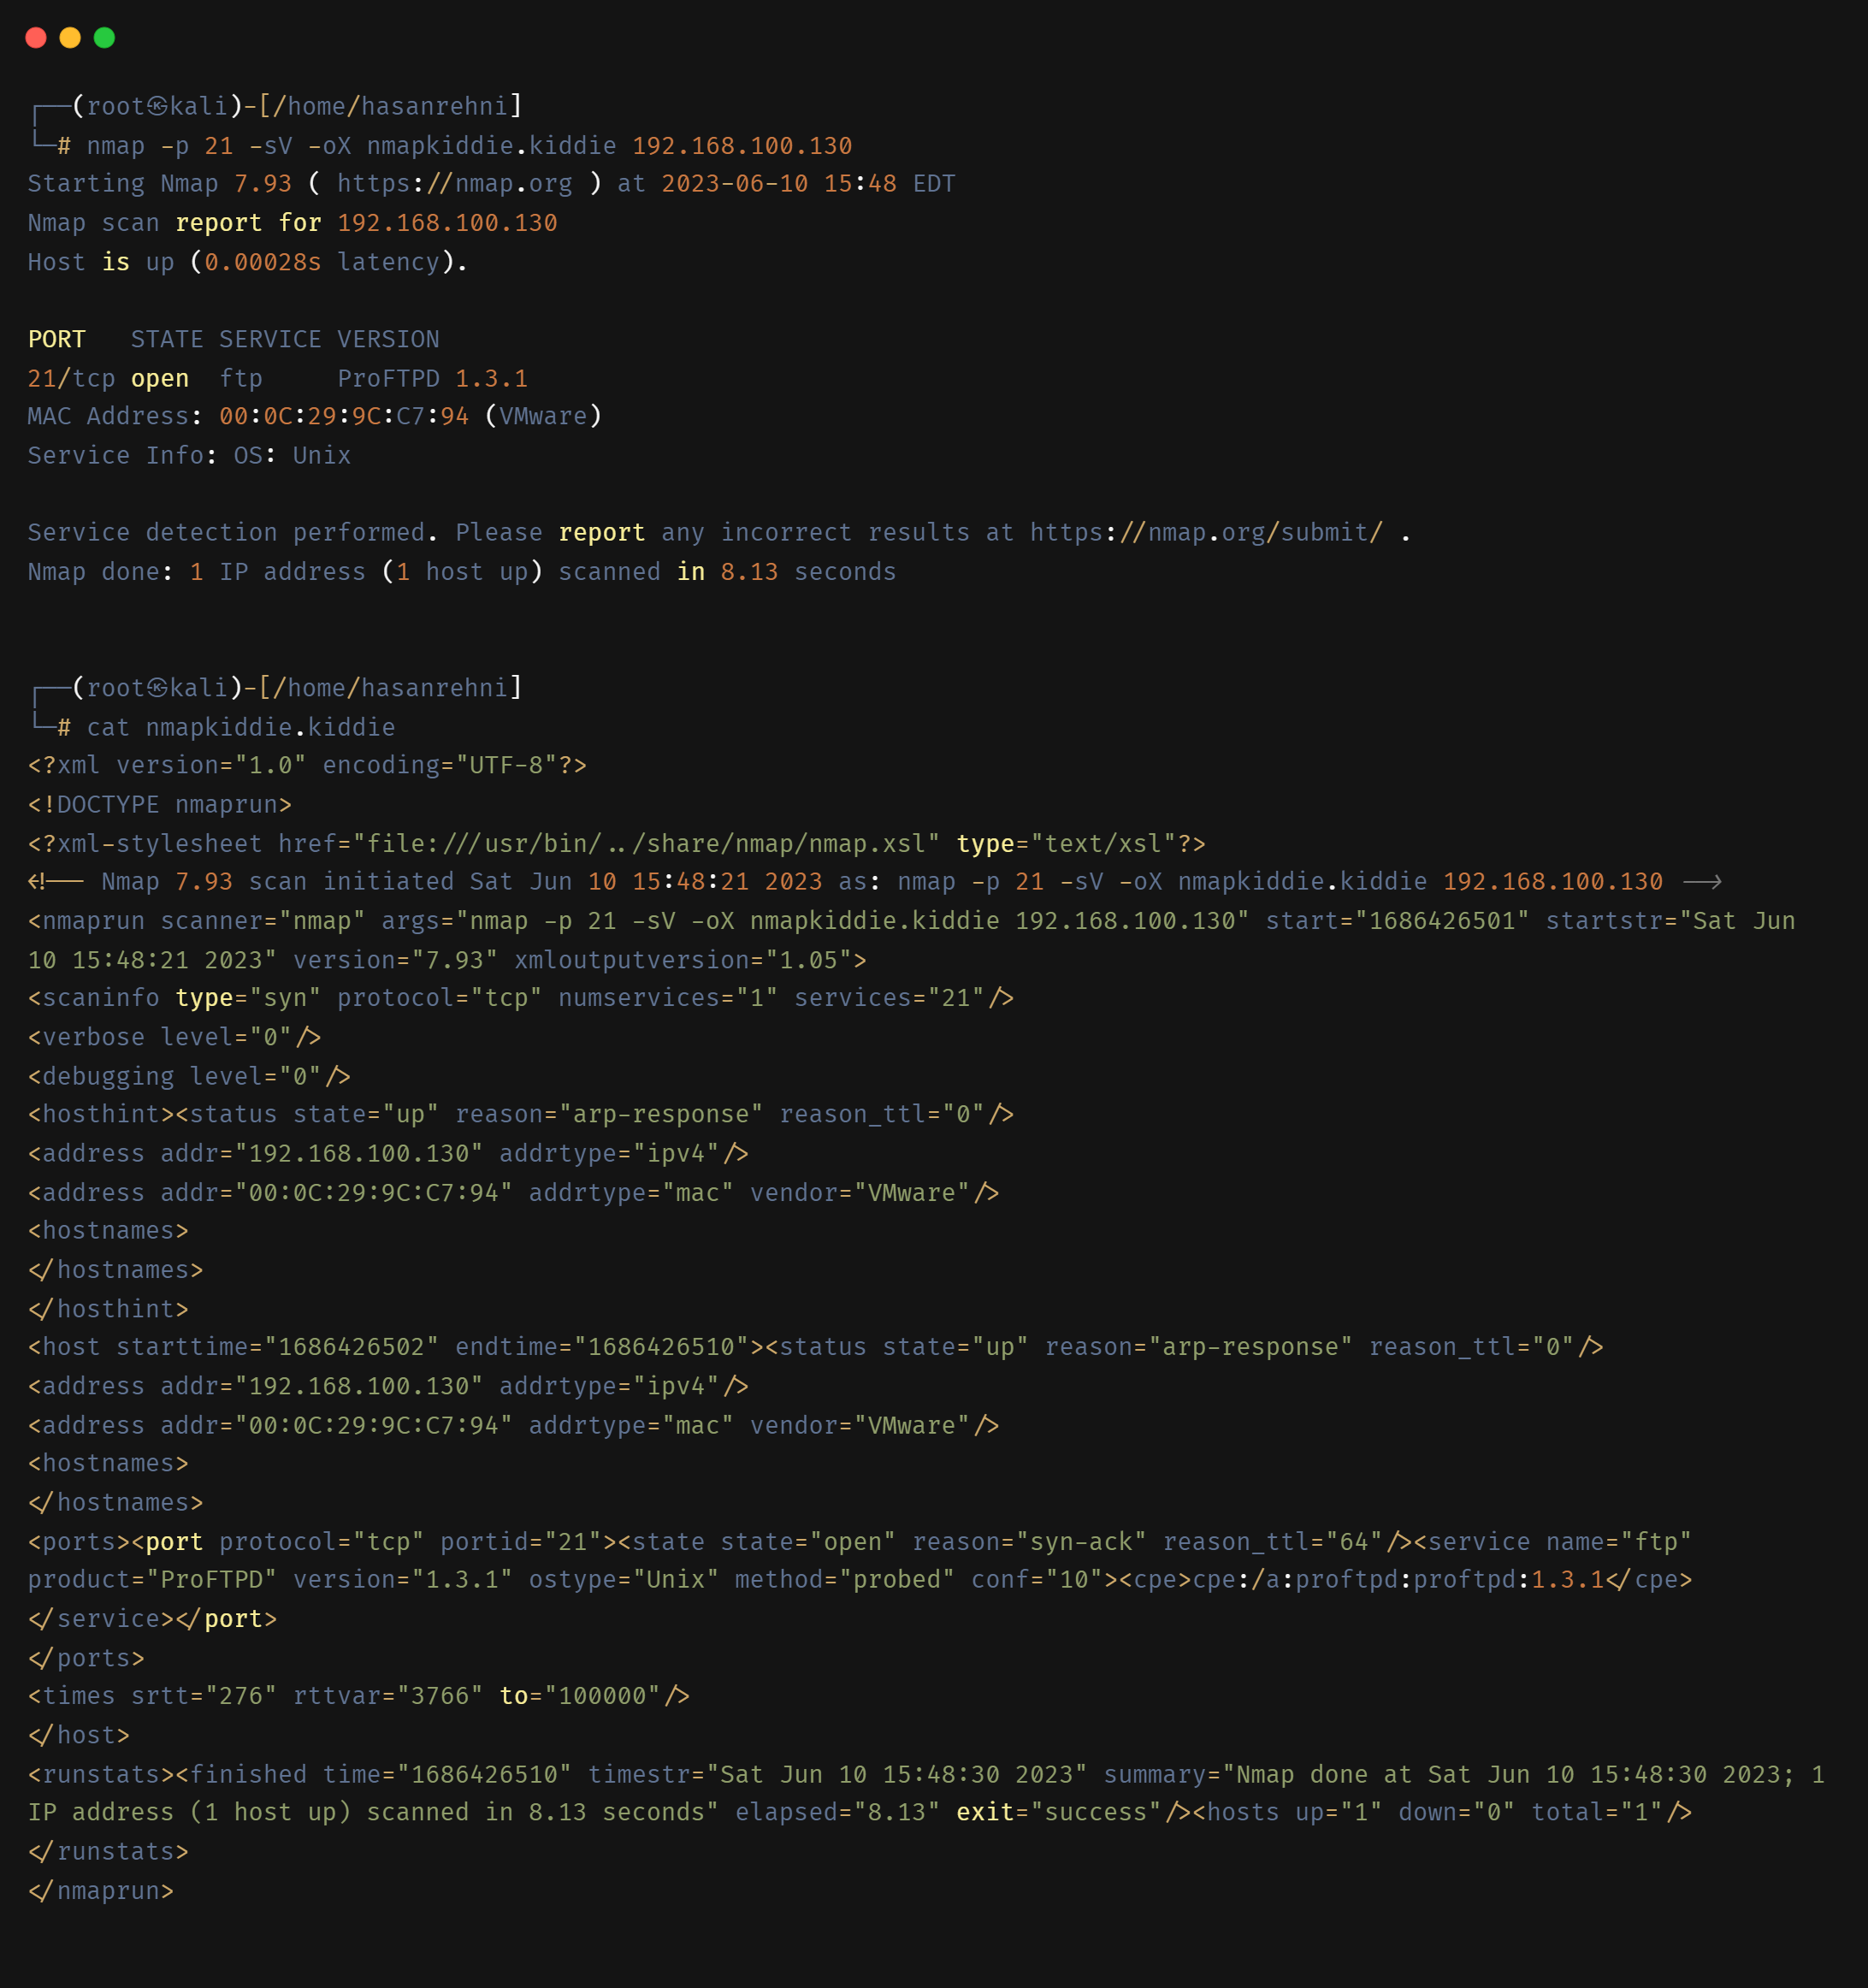 ┌──(root㉿kali)-[/home/hasanrehni]
└─# nmap -p 21 -sV -oX nmapkiddie.kiddie 192.168.100.130
Starting Nmap 7.93 ( https://nmap.org ) at 2023-06-10 15:48 EDT
Nmap scan report for 192.168.100.130
Host is up (0.00028s latency).

PORT   STATE SERVICE VERSION
21/tcp open  ftp     ProFTPD 1.3.1
MAC Address: 00:0C:29:9C:C7:94 (VMware)
Service Info: OS: Unix

Service detection performed. Please report any incorrect results at https://nmap.org/submit/ .
Nmap done: 1 IP address (1 host up) scanned in 8.13 seconds

┌──(root㉿kali)-[/home/hasanrehni]
└─# cat nmapkiddie.kiddie
<?xml version="1.0" encoding="UTF-8"?>
<!DOCTYPE nmaprun>
<?xml-stylesheet href="file:///usr/bin/../share/nmap/nmap.xsl" type="text/xsl"?>
<!-- Nmap 7.93 scan initiated Sat Jun 10 15:48:21 2023 as: nmap -p 21 -sV -oX nmapkiddie.kiddie 192.168.100.130 -->
<nmaprun scanner="nmap" args="nmap -p 21 -sV -oX nmapkiddie.kiddie 192.168.100.130" start="1686426501" startstr="Sat Jun
10 15:48:21 2023" version="7.93" xmloutputversion="1.05">
<scaninfo type="syn" protocol="tcp" numservices="1" services="21"/>
<verbose level="0"/>
<debugging level="0"/>
<hosthint><status state="up" reason="arp-response" reason_ttl="0"/>
<address addr="192.168.100.130" addrtype="ipv4"/>
<address addr="00:0C:29:9C:C7:94" addrtype="mac" vendor="VMware"/>
<hostnames>
</hostnames>
</hosthint>
<host starttime="1686426502" endtime="1686426510"><status state="up" reason="arp-response" reason_ttl="0"/>
<address addr="192.168.100.130" addrtype="ipv4"/>
<address addr="00:0C:29:9C:C7:94" addrtype="mac" vendor="VMware"/>
<hostnames>
</hostnames>
<ports><port protocol="tcp" portid="21"><state state="open" reason="syn-ack" reason_ttl="64"/><service name="ftp"
product="ProFTPD" version="1.3.1" ostype="Unix" method="probed" conf="10"><cpe>cpe:/a:proftpd:proftpd:1.3.1</cpe>
</service></port>
</ports>
<times srtt="276" rttvar="3766" to="100000"/>
</host>
<runstats><finished time="1686426510" timestr="Sat Jun 10 15:48:30 2023" summary="Nmap done at Sat Jun 10 15:48:30 2023; 1
IP address (1 host up) scanned in 8.13 seconds" elapsed="8.13" exit="success"/><hosts up="1" down="0" total="1"/>
</runstats>
</nmaprun>